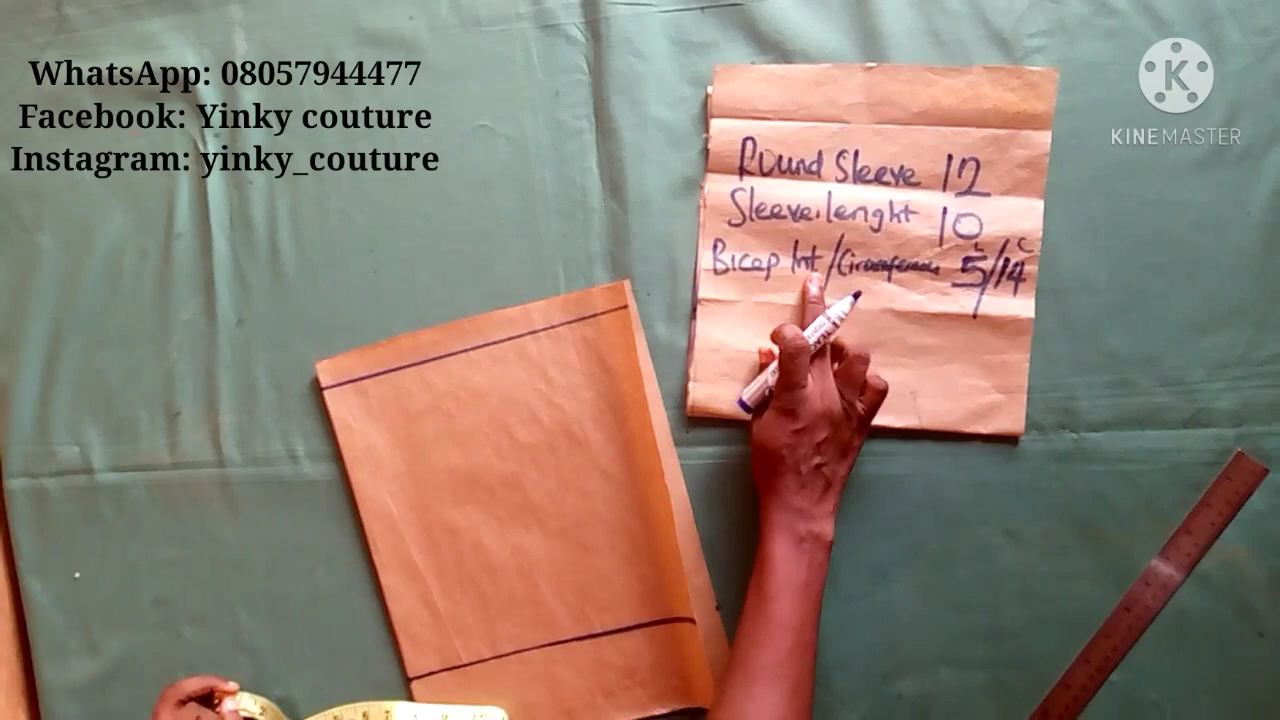 WhatsApp: 08057944477
Facebook: Yinky couture
Instagram: yinky_couture
K
KINEMASTER
Round Sleeve 12
Sleeve lenght 10
L C
Bicep lnt/Circumference 5/14